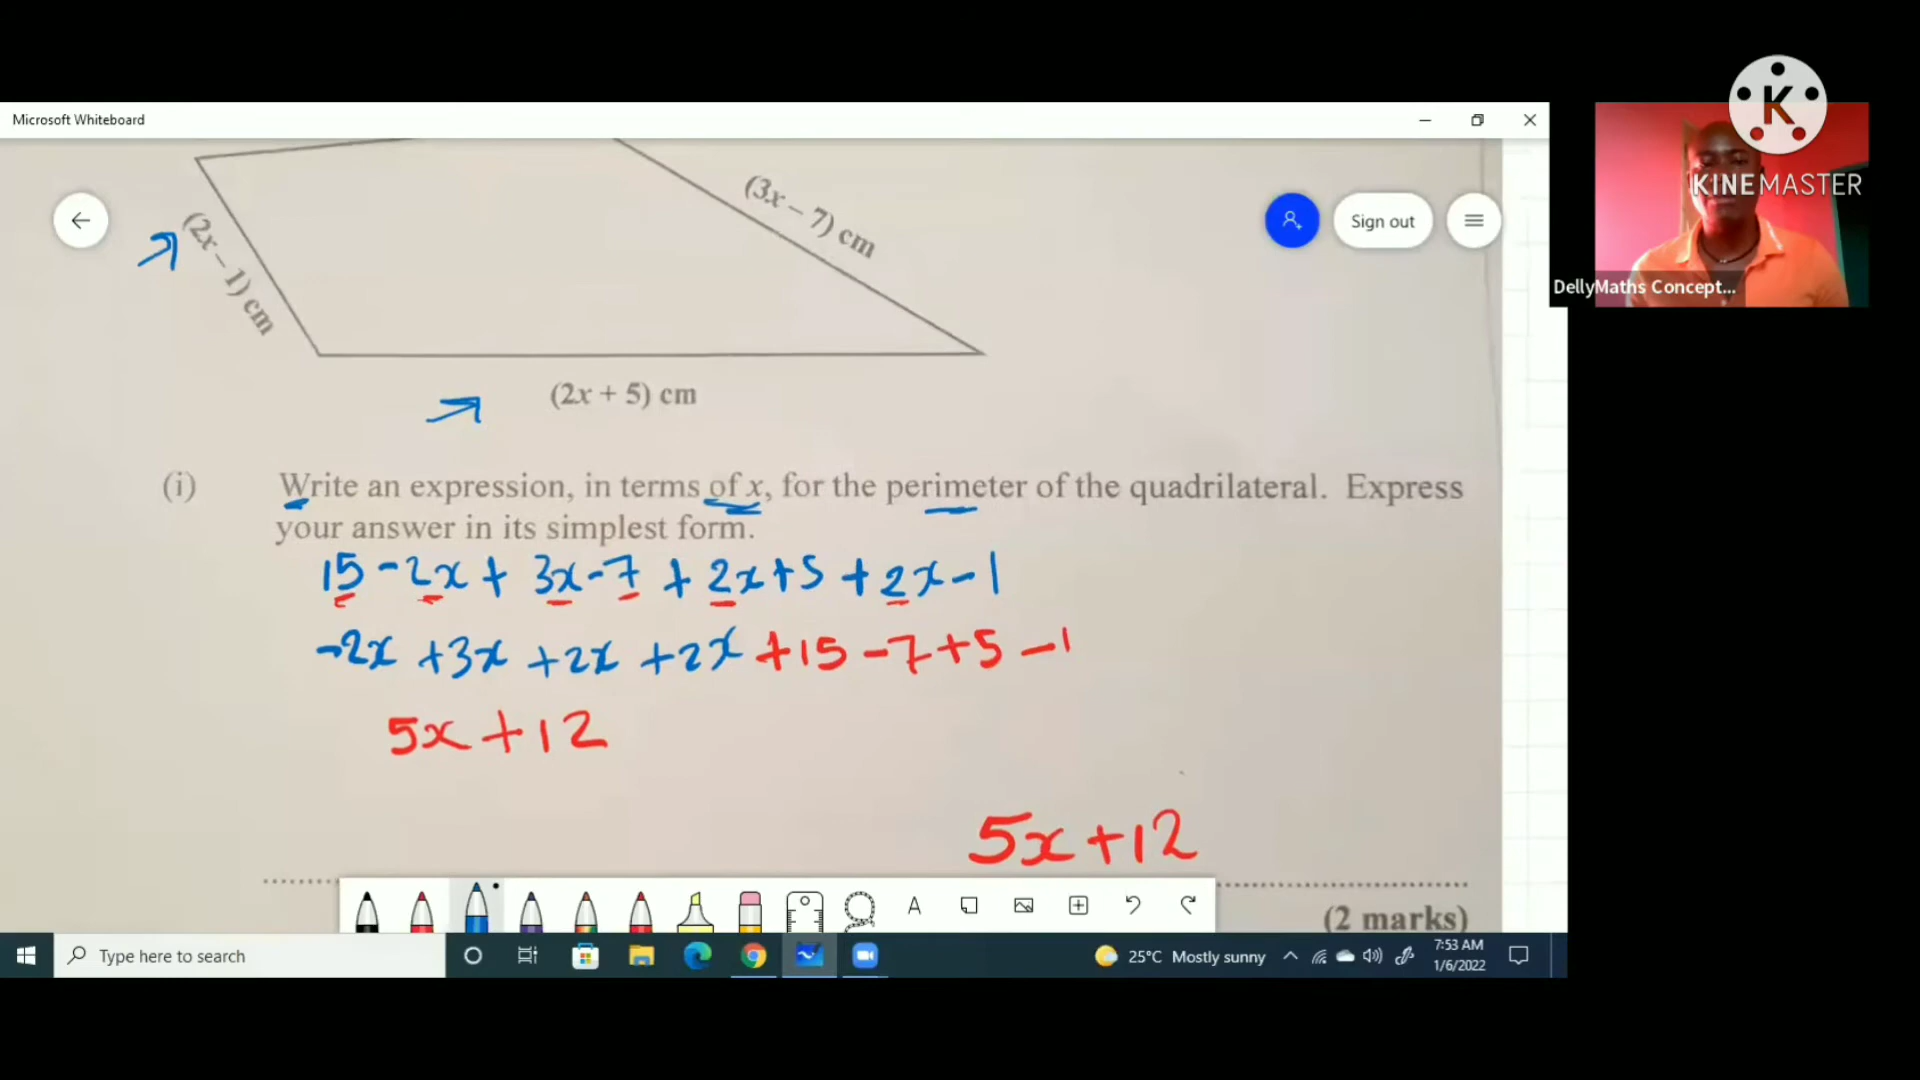 Microsoft Whiteboard
K
KINEMASTER
(3x – 7) cm
Sign out
(2x – 1) cm
DellyMaths Concept...
(2x + 5) cm
(i) Write an expression, in terms of x, for the perimeter of the quadrilateral. Express
your answer in its simplest form.
15 - 2x + 3x - 7 + 2x + 5 + 2x - 1
-2x + 3x + 2x + 2x + 15 - 7 + 5 - 1
5x + 12
5x + 12
A
(2 marks)
Type here to search
25°C Mostly sunny
7:53 AM
1/6/2022